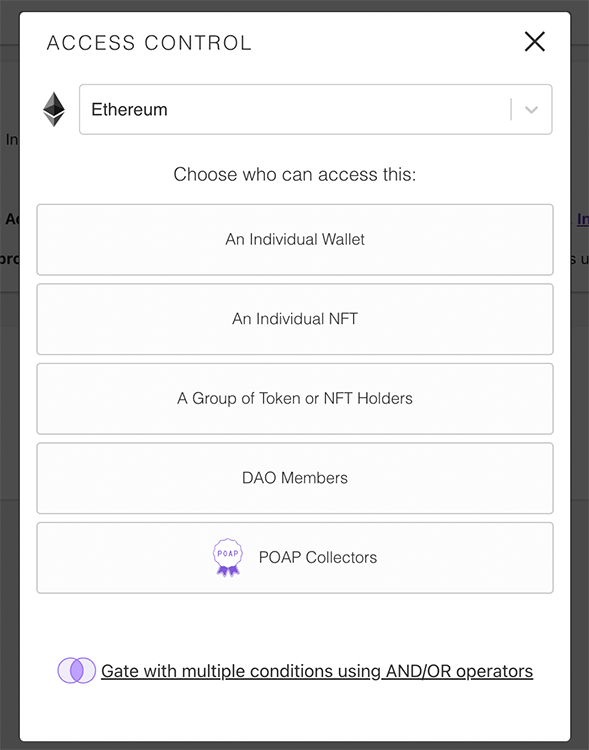 ACCESS CONTROL
Ethereum
Choose who can access this:
An Individual Wallet
An Individual NFT
A Group of Token or NFT Holders
DAO Members
POAP
POAP Collectors
Gate with multiple conditions using AND/OR operators